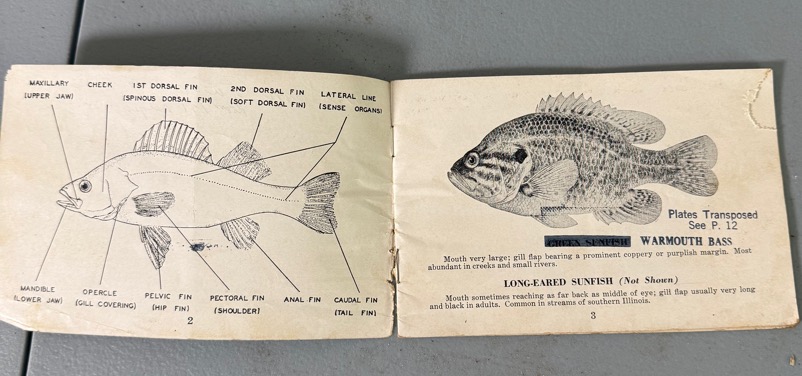 MAXILLARY
(UPPER JAW)
CHEEK
1ST DORSAL FIN
(SPINOUS DORSAL FIN)
2ND DORSAL FIN
(SOFT DORSAL FIN)
LATERAL LINE
(SENSE ORGANS)
MANDIBLE
(LOWER JAW)
OPERCLE
(GILL COVERING)
PELVIC FIN
(HIP FIN)
PECTORAL FIN
(SHOULDER)
ANAL FIN
CAUDAL FIN
(TAIL FIN)
2
Plates Transposed
See P. 12
GREEN SUNFISH WARMOUTH BASS
Mouth very large; gill flap bearing a prominent coppery or purplish margin. Most
abundant in creeks and small rivers.
LONG-EARED SUNFISH (Not Shown)
Mouth sometimes reaching as far back as middle of eye; gill flap usually very long
and black in adults. Common in streams of southern Illinois.
3